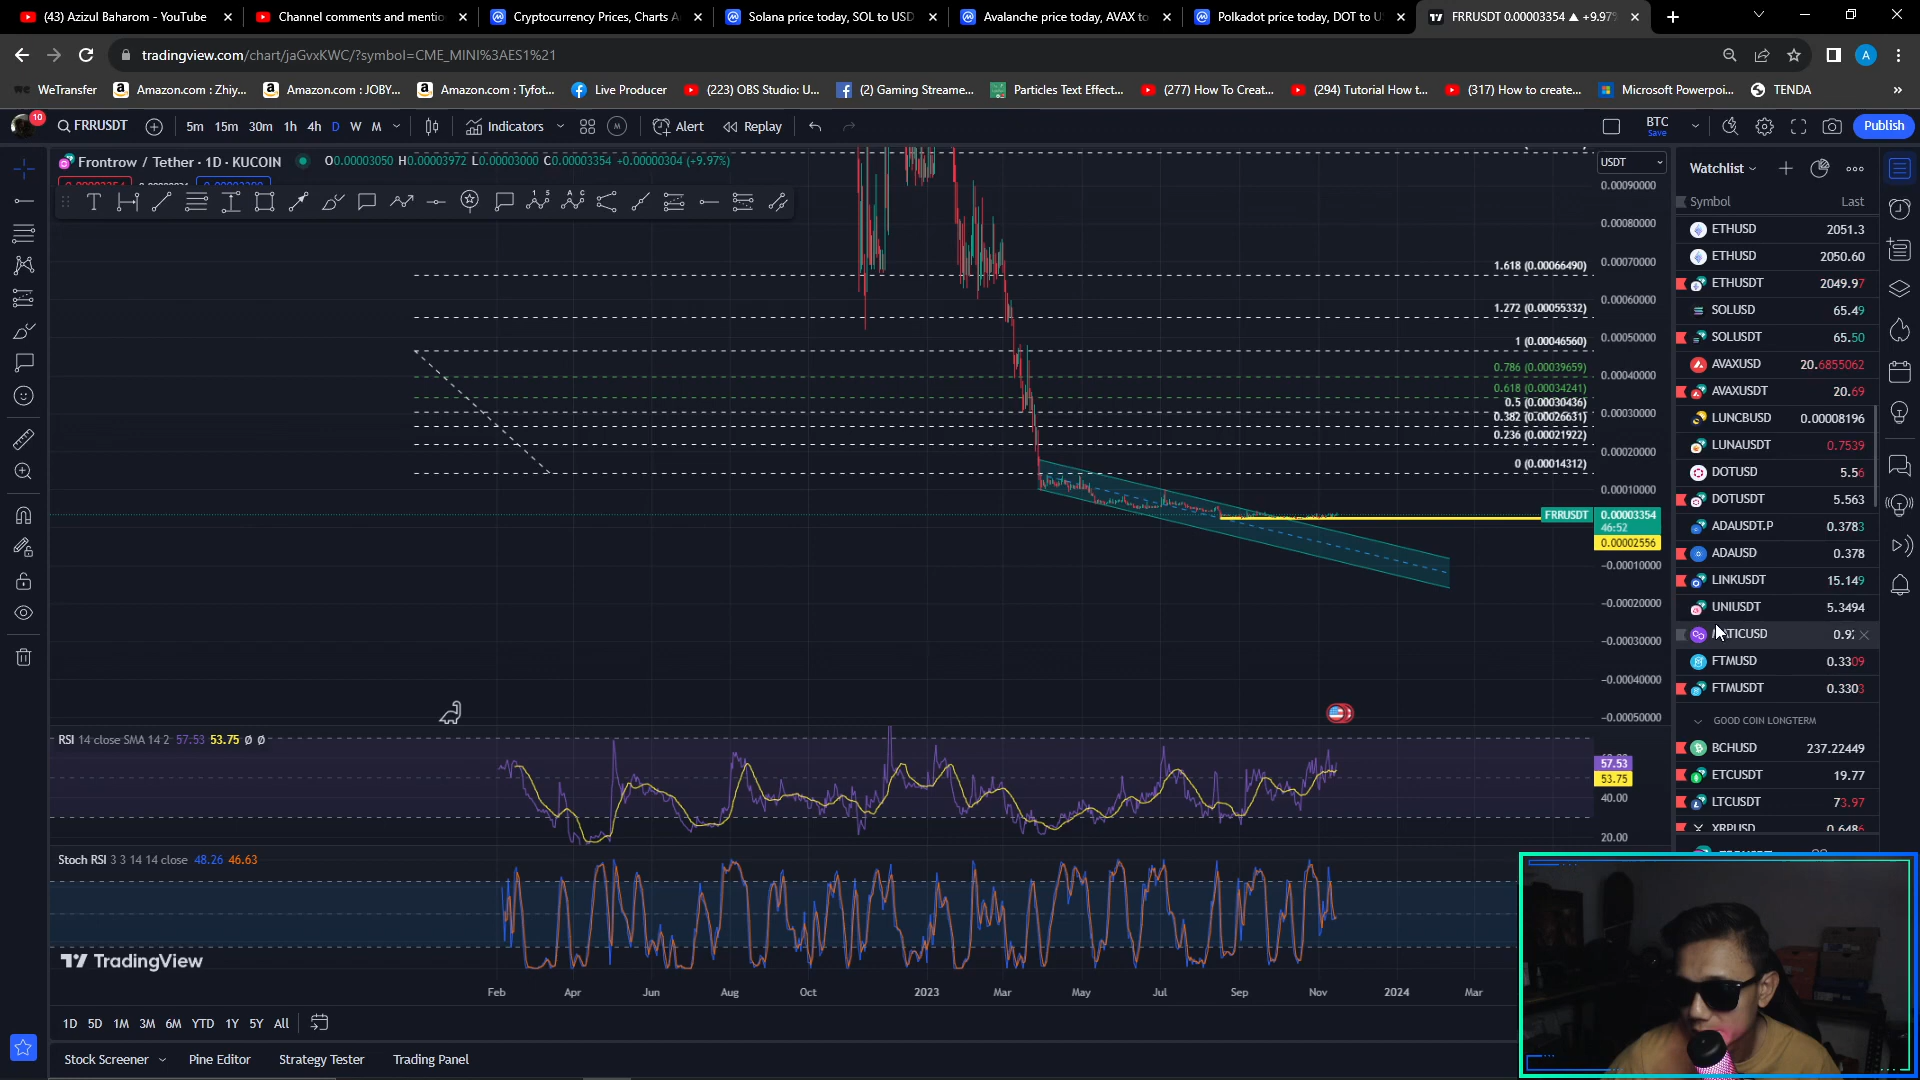 (43) Azizul Baharom - YouTube
Channel comments and mentio
Cryptocurrency Prices, Charts A
Solana price today, SOL to USD
Avalanche price today, AVAX to
Polkadot price today, DOT to U
FRRUSDT 0.00003354 ▲ +9.97%
tradingview.com/chart/jaGvxKWC/?symbol=CME_MINI%3AES1%21
A
WeTransfer
Amazon.com : Zhiy...
Amazon.com : JOBY...
Amazon.com : Tyfot...
Live Producer
(223) OBS Studio: U...
(2) Gaming Streame...
Particles Text Effect...
(277) How To Creat...
(294) Tutorial How t...
(317) How to create...
Microsoft Powerpoi...
TENDA
10
FRRUSDT
5m 15m 30m 1h 4h D W M
Indicators
Alert
Replay
BTC
Save
Publish
Frontrow / Tether · 1D · KUCOIN
O0.00003050 H0.00003972 L0.00003000 C0.00003354 +0.00000304 (+9.97%)
USDT
0.00090000
0.00080000
0.00070000
0.00060000
0.00050000
0.00040000
0.00030000
0.00020000
0.00010000
FRRUSDT
0.00003354
46:52
0.00002556
−0.00010000
−0.00020000
−0.00030000
−0.00040000
−0.00050000
1.618 (0.00066490)
1.272 (0.00055332)
1 (0.00046560)
0.786 (0.00039659)
0.618 (0.00034241)
0.5 (0.00030436)
0.382 (0.00026631)
0.236 (0.00021922)
0 (0.00014312)
RSI 14 close SMA 14 2 57.53 53.75 Ø Ø
57.53
53.75
40.00
20.00
Stoch RSI 3 3 14 14 close 48.26 46.63
TradingView
Feb Apr Jun Aug Oct 2023 Mar May Jul Sep Nov 2024 Mar
1D 5D 1M 3M 6M YTD 1Y 5Y All
Stock Screener
Pine Editor
Strategy Tester
Trading Panel
Watchlist
Symbol Last
ETHUSD 2051.3
ETHUSD 2050.60
ETHUSDT 2049.97
SOLUSD 65.49
SOLUSDT 65.50
AVAXUSD 20.6855062
AVAXUSDT 20.69
LUNCBUSD 0.00008196
LUNAUSDT 0.7539
DOTUSD 5.56
DOTUSDT 5.563
ADAUSDT.P 0.3783
ADAUSD 0.378
LINKUSDT 15.149
UNIUSDT 5.3494
TICUSD
FTMUSD 0.3309
FTMUSDT 0.3303
GOOD COIN LONGTERM
BCHUSD 237.22449
ETCUSDT 19.77
LTCUSDT 73.97
XRPUSD 0.6486